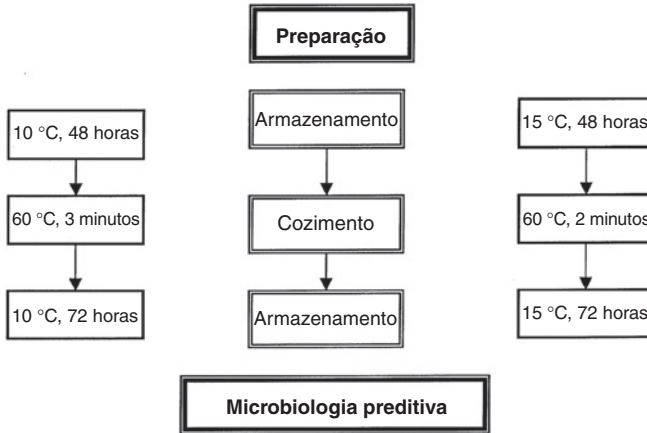 Preparação
10 °C, 48 horas
Armazenamento
15 °C, 48 horas
60 °C, 3 minutos
Cozimento
60 °C, 2 minutos
10 °C, 72 horas
Armazenamento
15 °C, 72 horas
Microbiologia preditiva